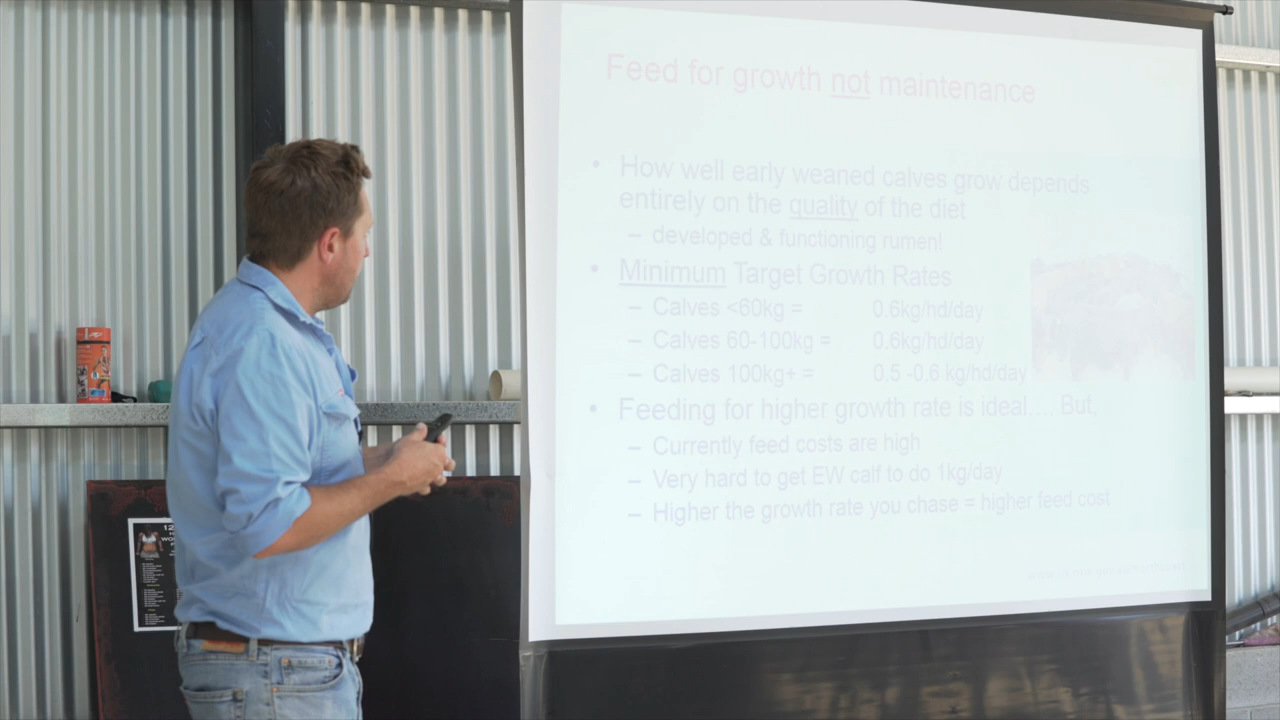 Feed for growth not maintenance
• How well early weaned calves grow depends
entirely on the quality of the diet
– developed & functioning rumen!
• Minimum Target Growth Rates
– Calves <60kg = 0.6kg/hd/day
– Calves 60-100kg = 0.6kg/hd/day
– Calves 100kg+ = 0.5 -0.6 kg/hd/day
• Feeding for higher growth rate is ideal.... But,
– Currently feed costs are high
– Very hard to get EW calf to do 1kg/day
– Higher the growth rate you chase = higher feed cost